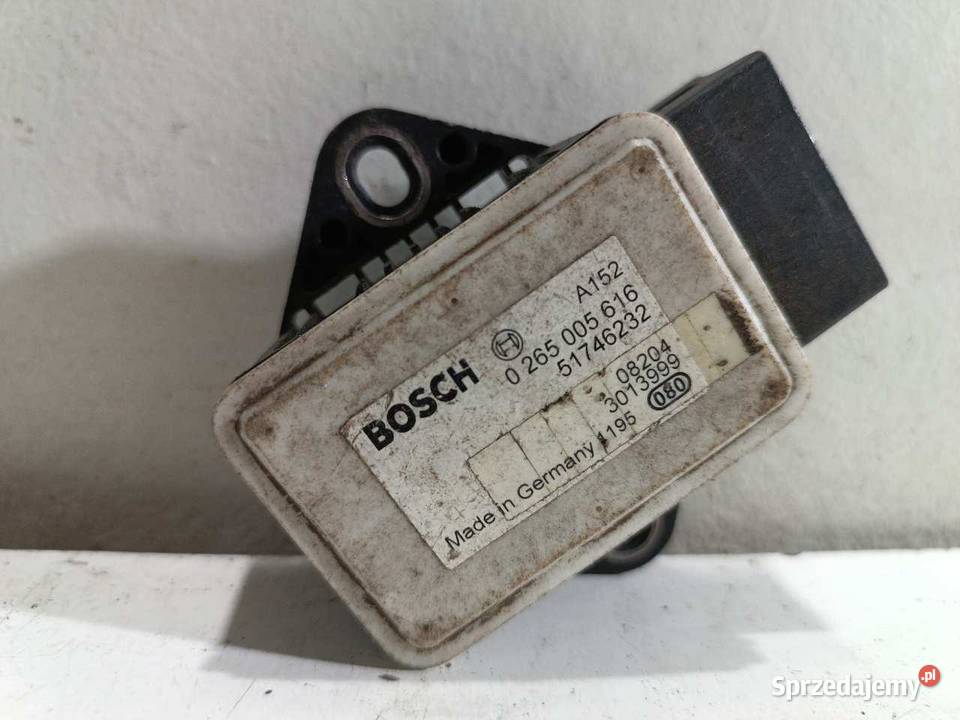 A152
BOSCH 0 265 005 616
51746232
08204
3013999
Made in Germany 1195 080
Sprzedajemy.pl